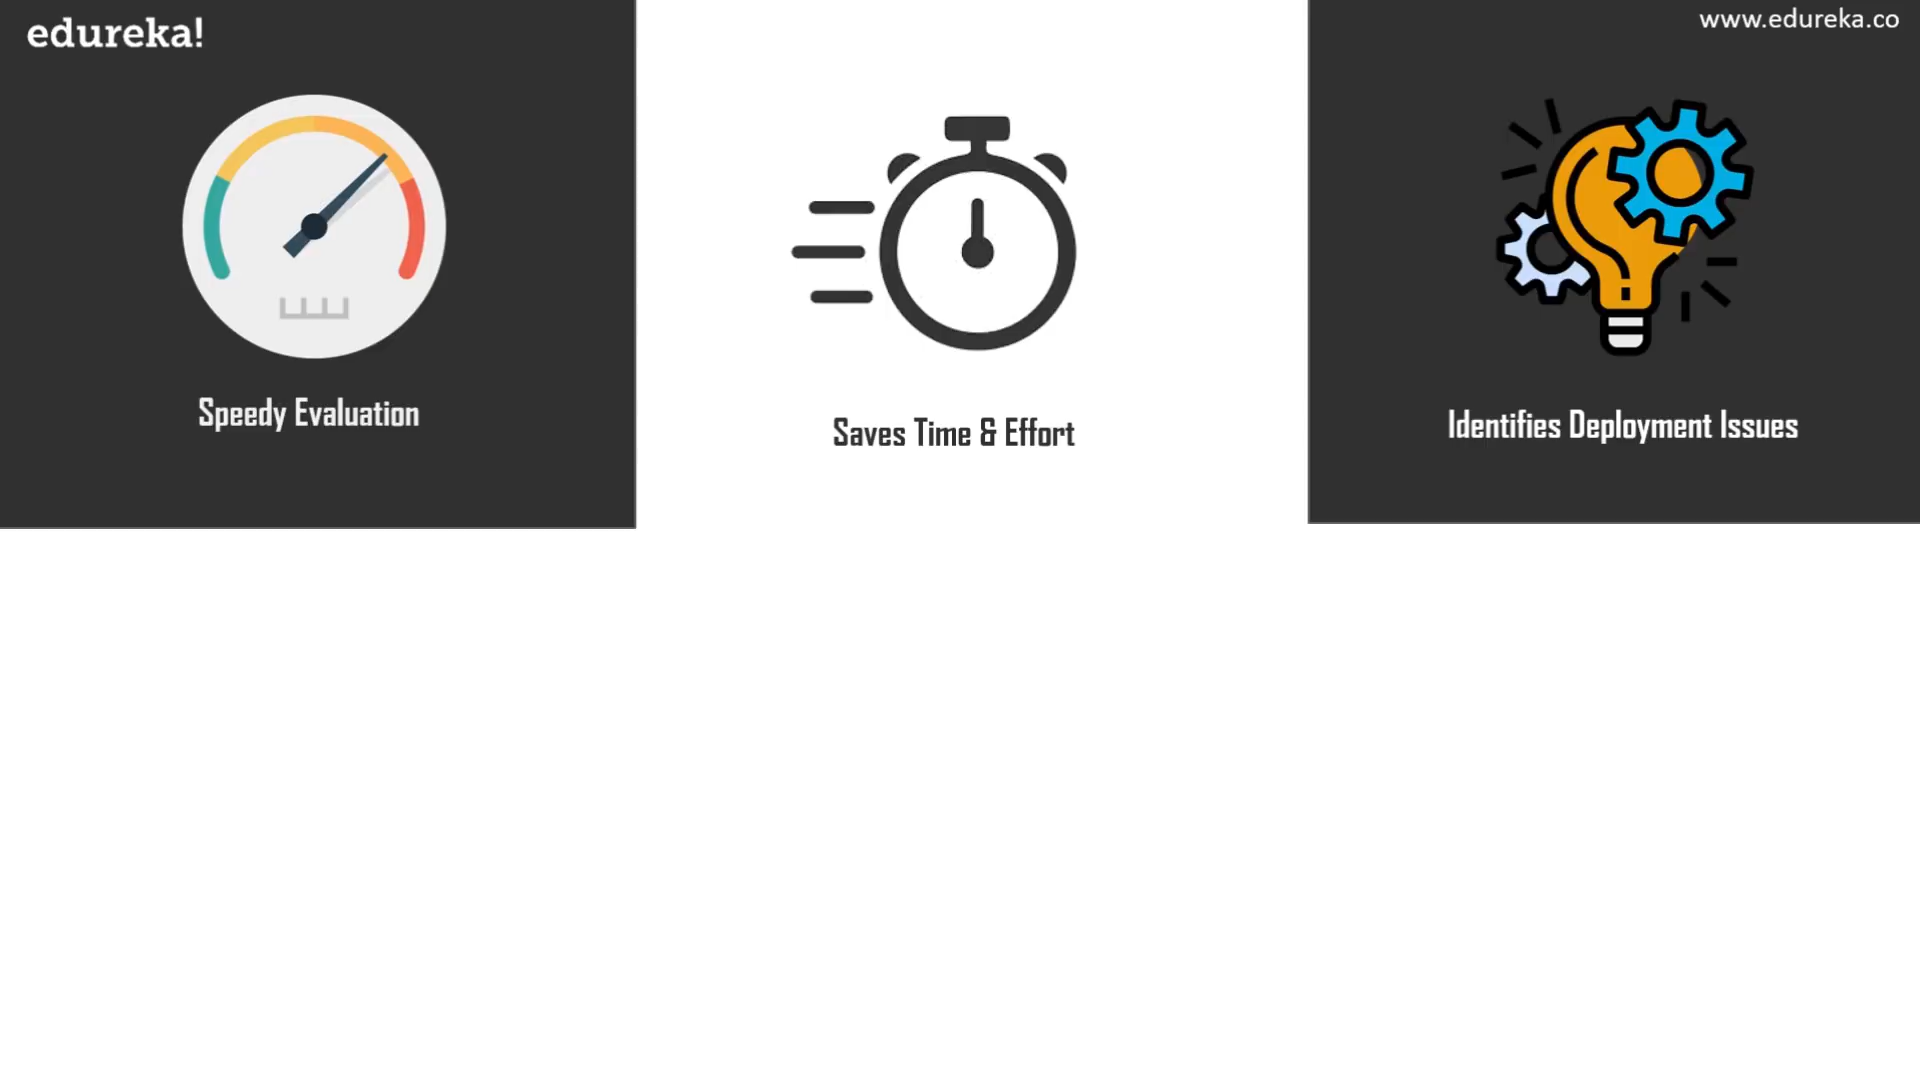 edureka!
www.edureka.co
Speedy Evaluation
Saves Time & Effort
Identifies Deployment Issues